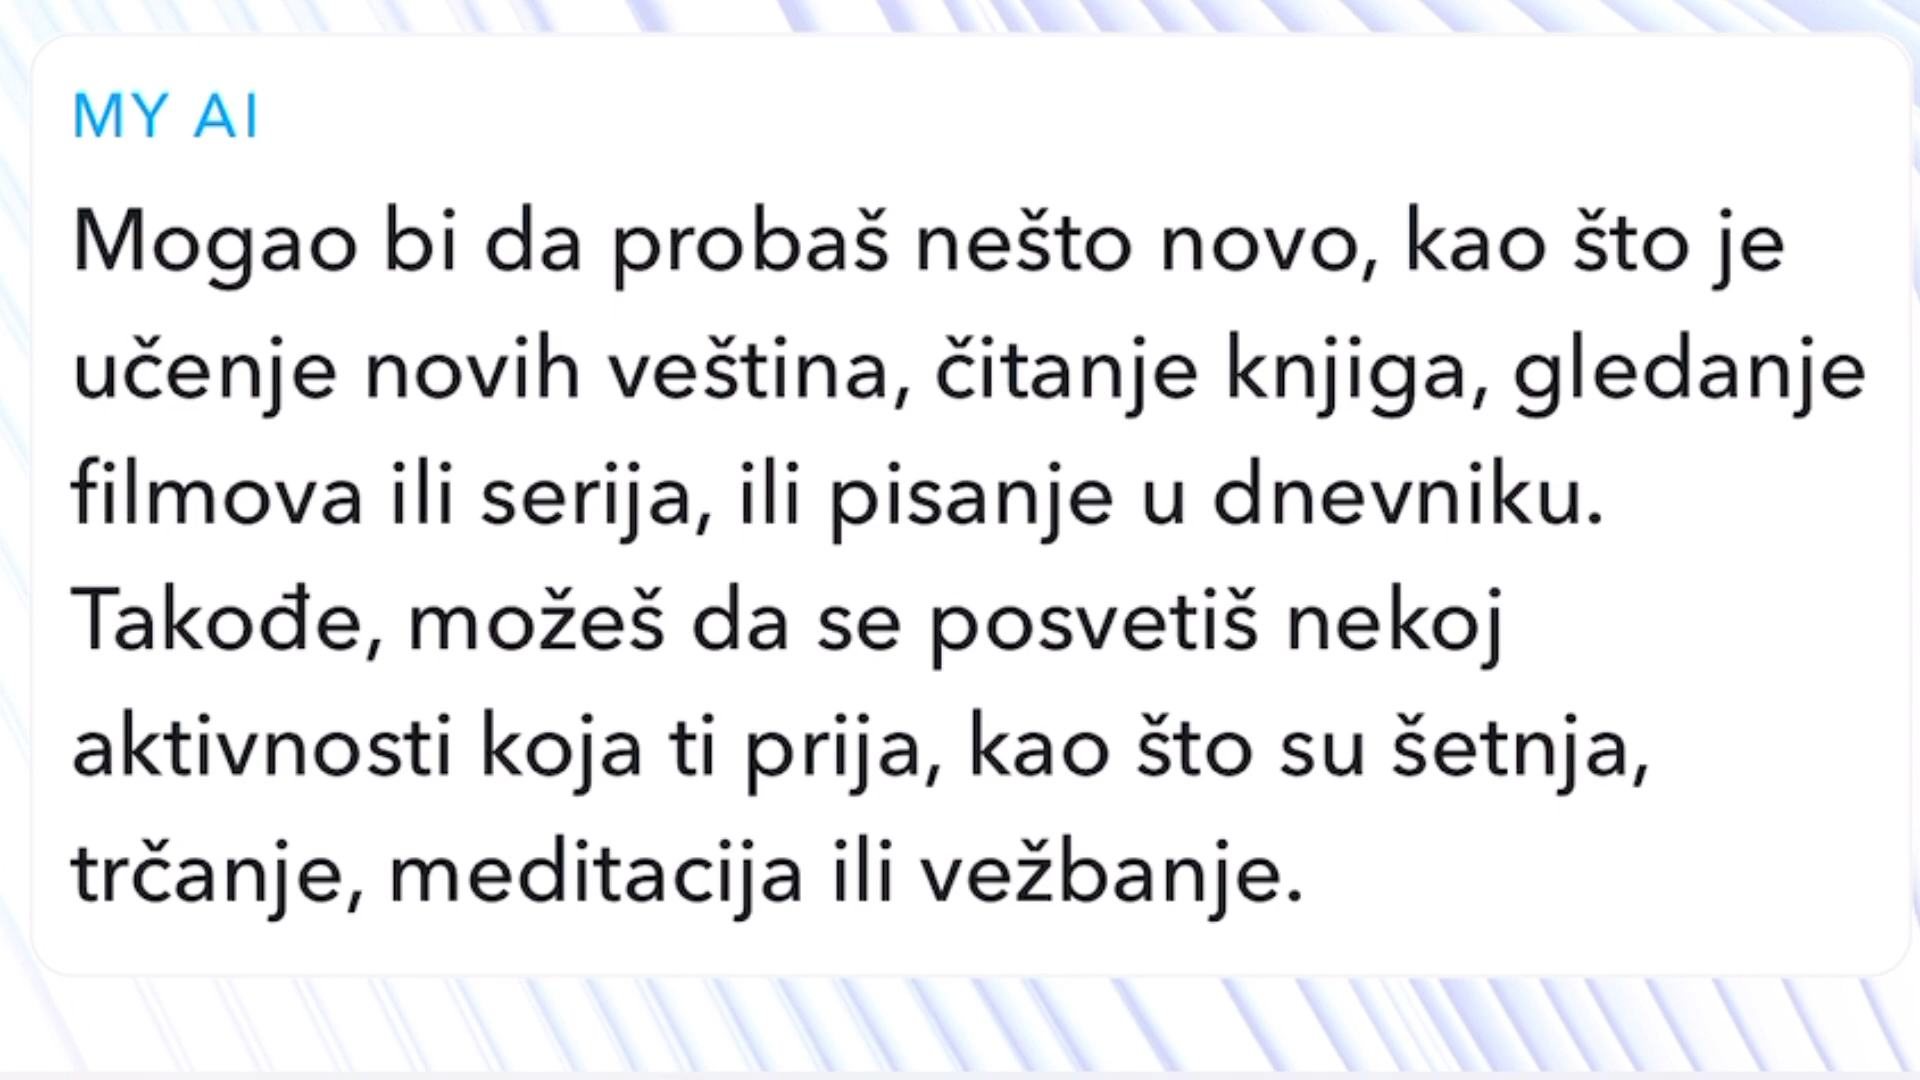 MY AI
Mogao bi da probaš nešto novo, kao što je
učenje novih veština, čitanje knjiga, gledanje
filmova ili serija, ili pisanje u dnevniku.
Takođe, možeš da se posvetiš nekoj
aktivnosti koja ti prija, kao što su šetnja,
trčanje, meditacija ili vežbanje.